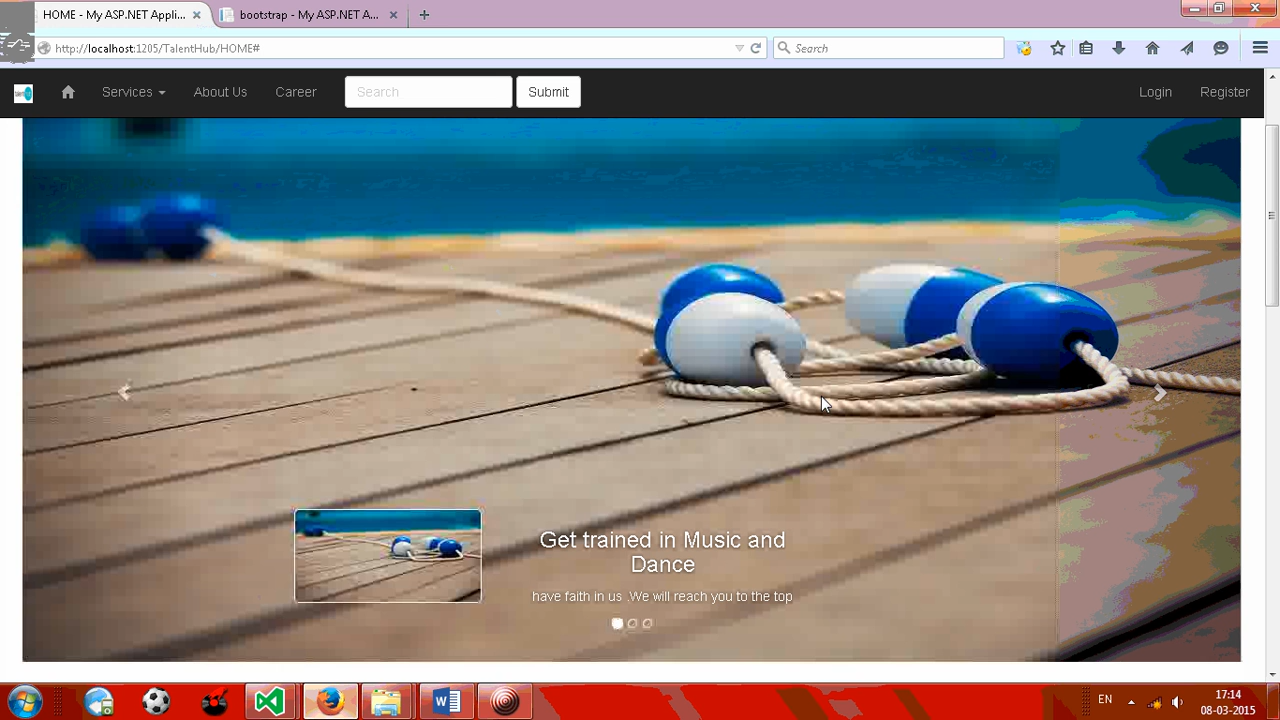 HOME - My ASP.NET Appli...
bootstrap - My ASP.NET A...
http://localhost:1205/TalentHub/HOME#
Search
Services
About Us
Career
Search
Submit
Login
Register
Get trained in Music and
Dance
have faith in us .We will reach you to the top
EN
17:14
08-03-2015